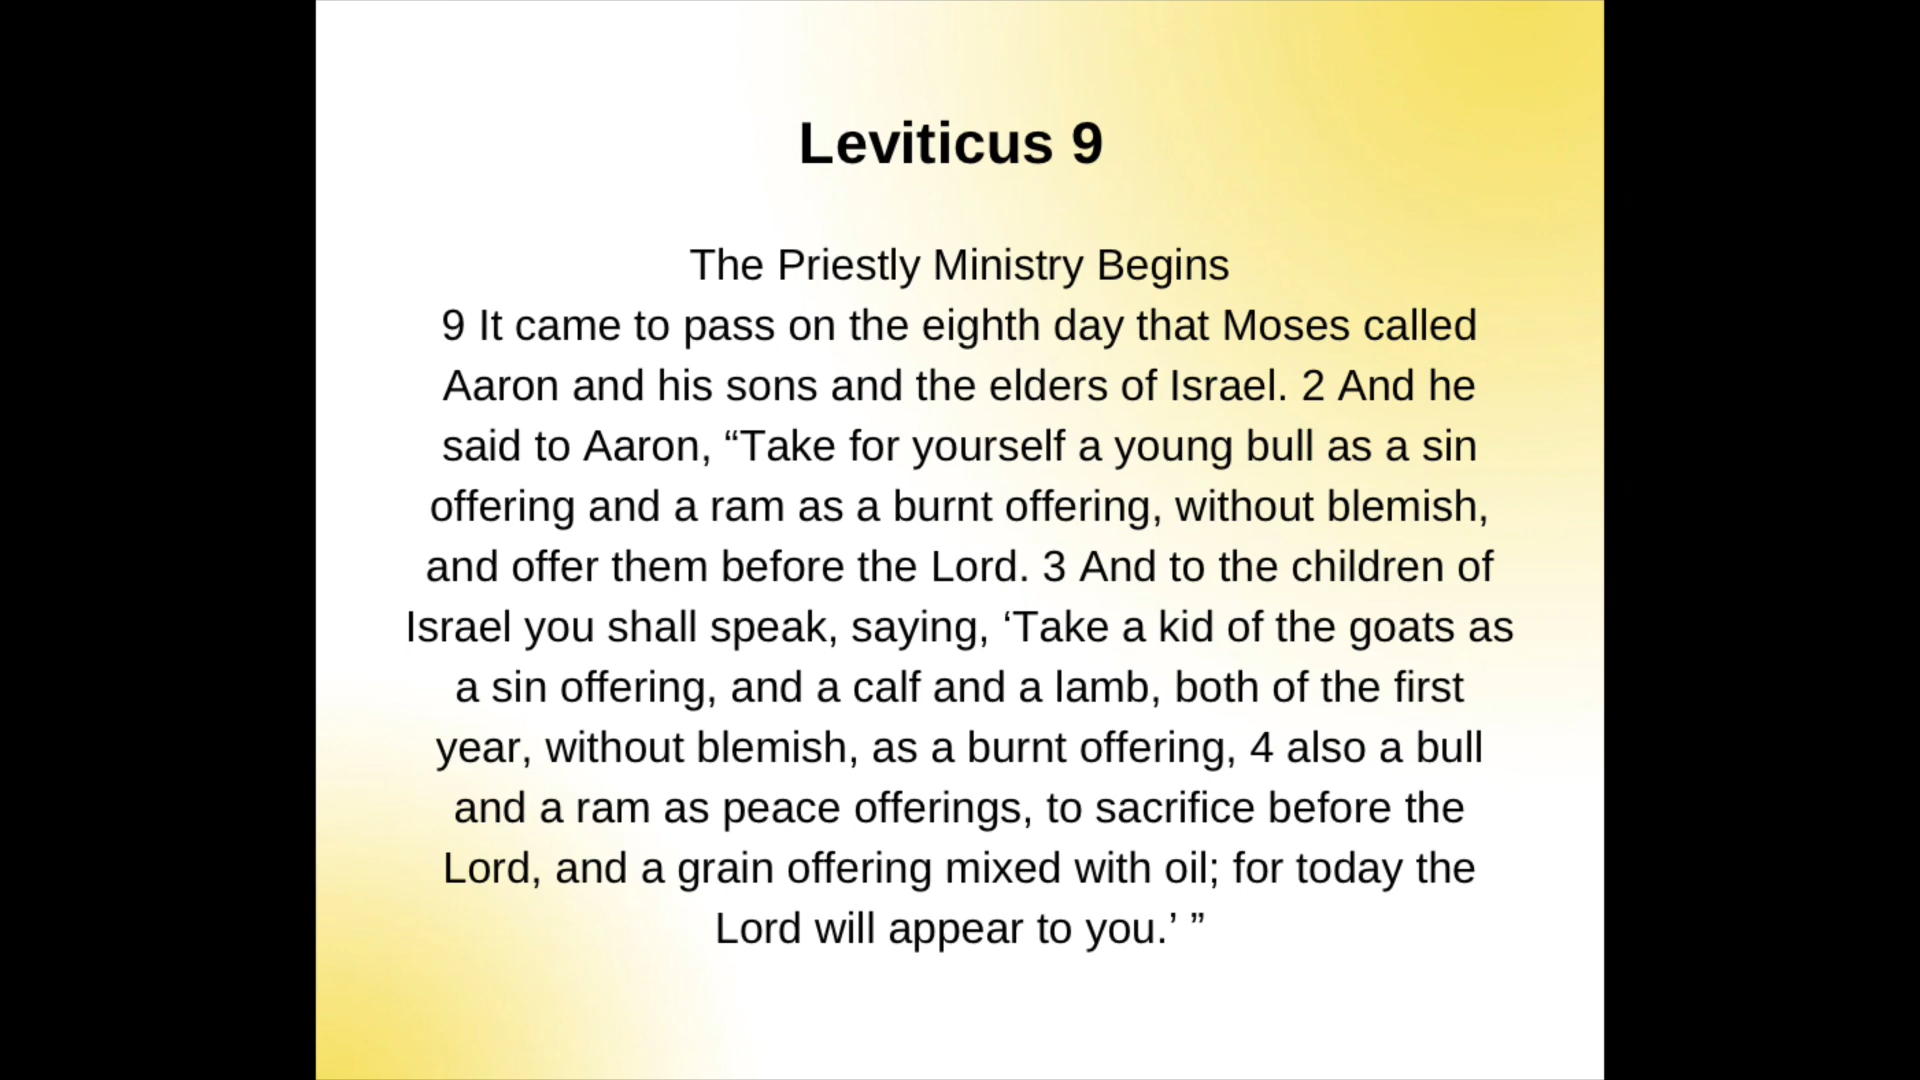 Leviticus 9
The Priestly Ministry Begins
9 It came to pass on the eighth day that Moses called
Aaron and his sons and the elders of Israel. 2 And he
said to Aaron, “Take for yourself a young bull as a sin
offering and a ram as a burnt offering, without blemish,
and offer them before the Lord. 3 And to the children of
Israel you shall speak, saying, ‘Take a kid of the goats as
a sin offering, and a calf and a lamb, both of the first
year, without blemish, as a burnt offering, 4 also a bull
and a ram as peace offerings, to sacrifice before the
Lord, and a grain offering mixed with oil; for today the
Lord will appear to you.’ ”